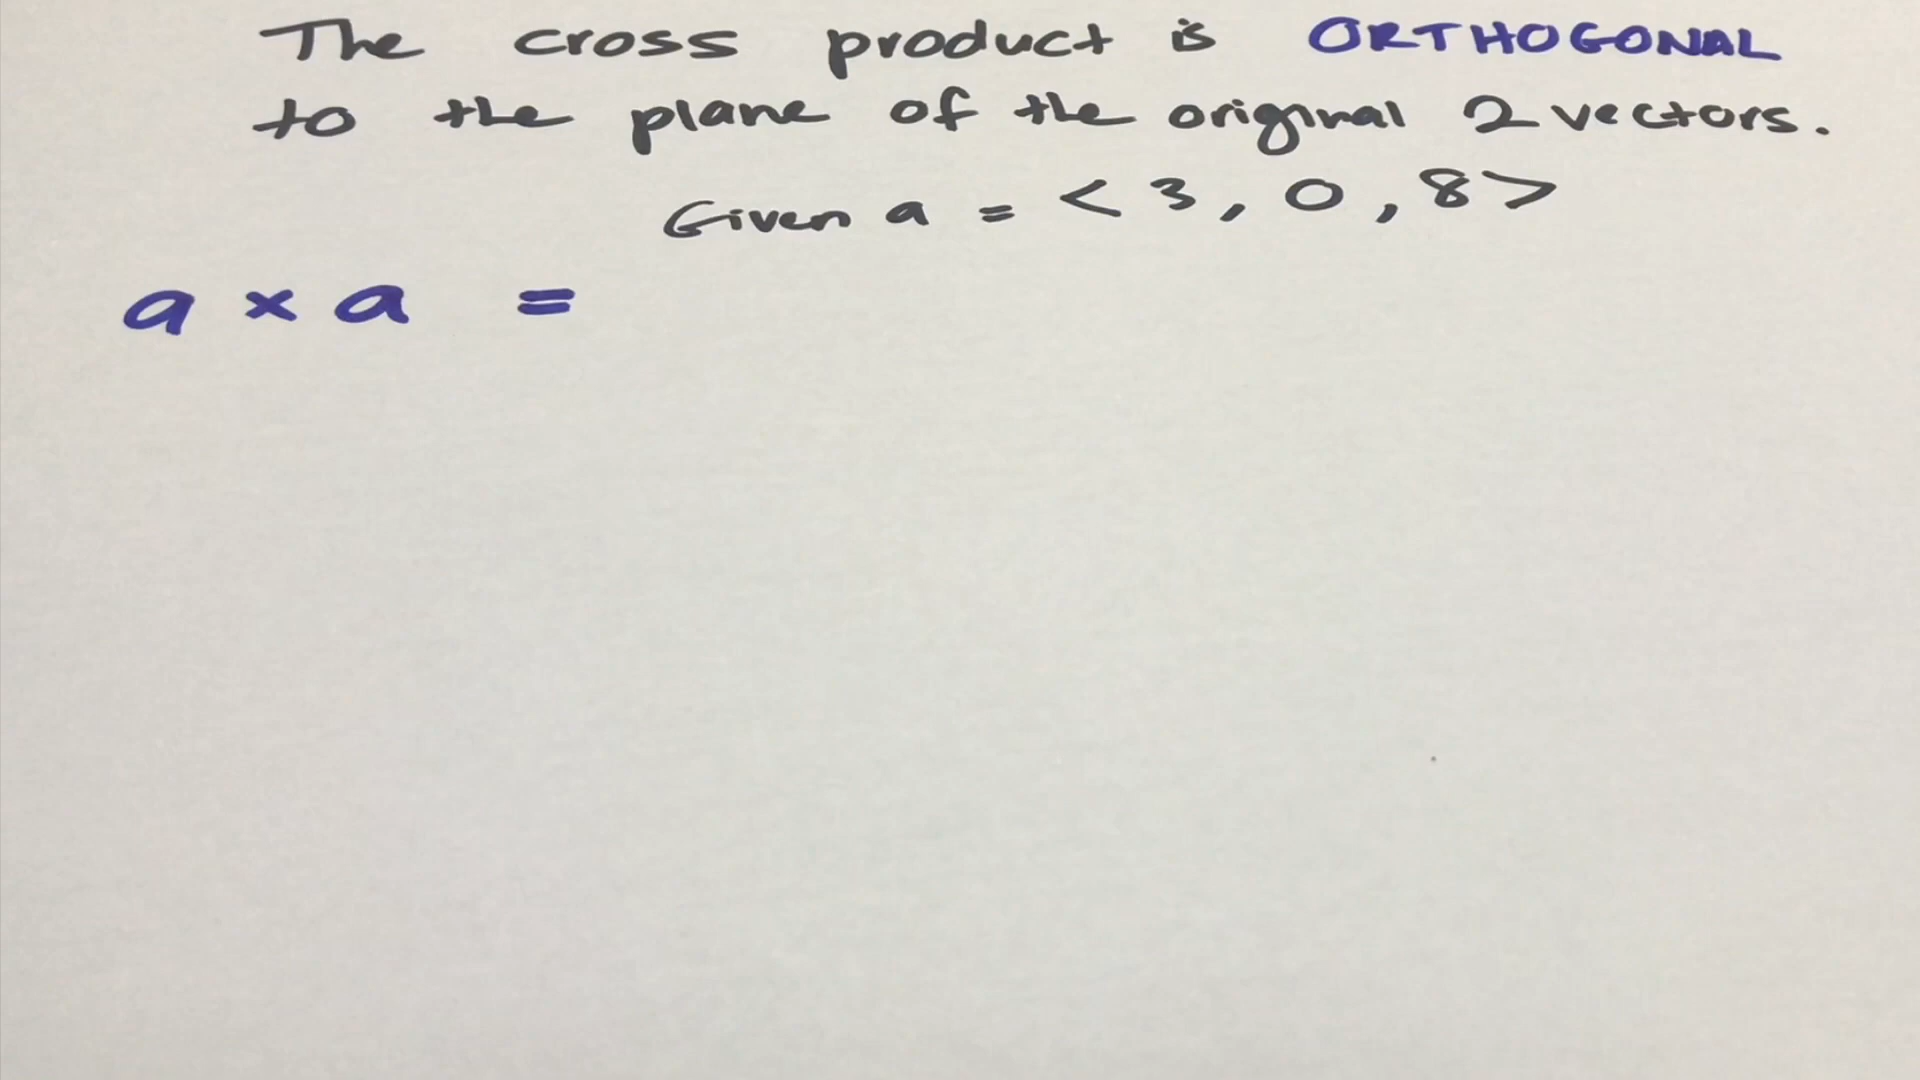 The cross product is ORTHOGONAL
to the plane of the original 2 vectors.
Given a = < 3, 0, 8 >
a × a =